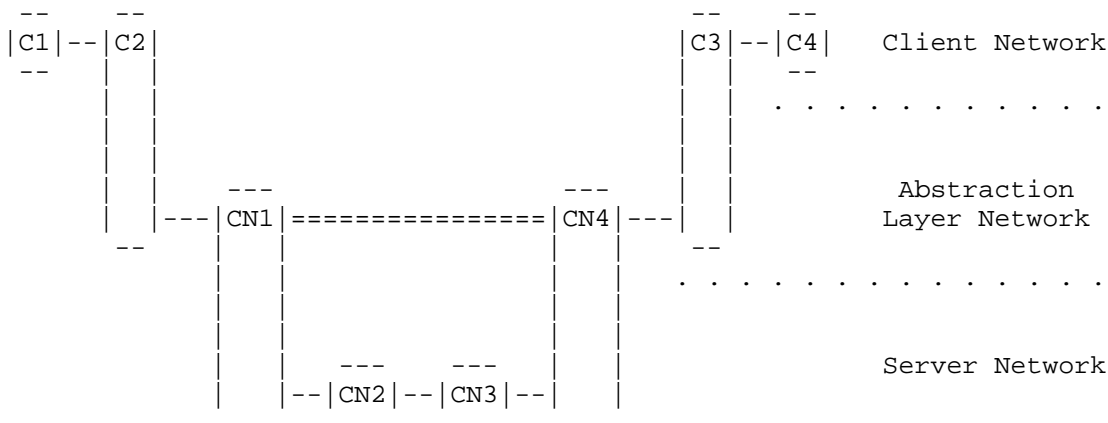 --    --                                  --    --
|C1|--|C2|                                |C3|--|C4|   Client Network
 --   |  |                                |  |   --
      |  |                                |  |  . . . . . . . . . . .
      |  |                                |  |
      |  |                                |  |
      |  |    ---                  ---    |  |          Abstraction
      |  |---|CN1|================|CN4|---|  |         Layer Network
       --    |   |                |   |    --
             |   |                |   |   . . . . . . . . . . . . . .
             |   |                |   |
             |   |                |   |
             |   |   ---    ---   |   |                Server Network
             |   |--|CN2|--|CN3|--|   |